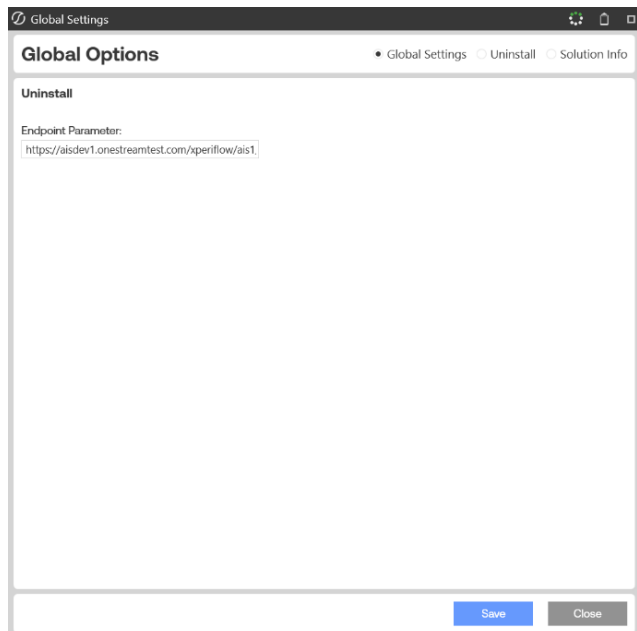 Global Settings
Global Options
Global Settings Uninstall Solution Info
Uninstall
Endpoint Parameter:
https://aisdev1.onestreamtest.com/xperiflow/ais1,
Save Close